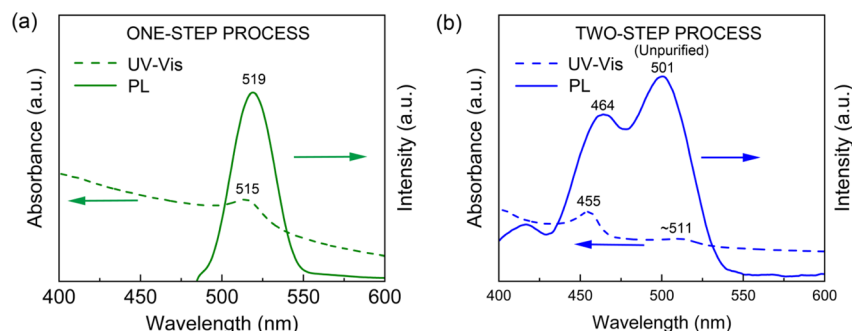 (a)
ONE-STEP PROCESS
UV-Vis
PL
519
515
Absorbance (a.u.)
Intensity (a.u.)
400 450 500 550 600
Wavelength (nm)
(b)
TWO-STEP PROCESS
(Unpurified)
UV-Vis
PL
501
464
455
~511
Absorbance (a.u.)
Intensity (a.u.)
400 450 500 550 600
Wavelength (nm)